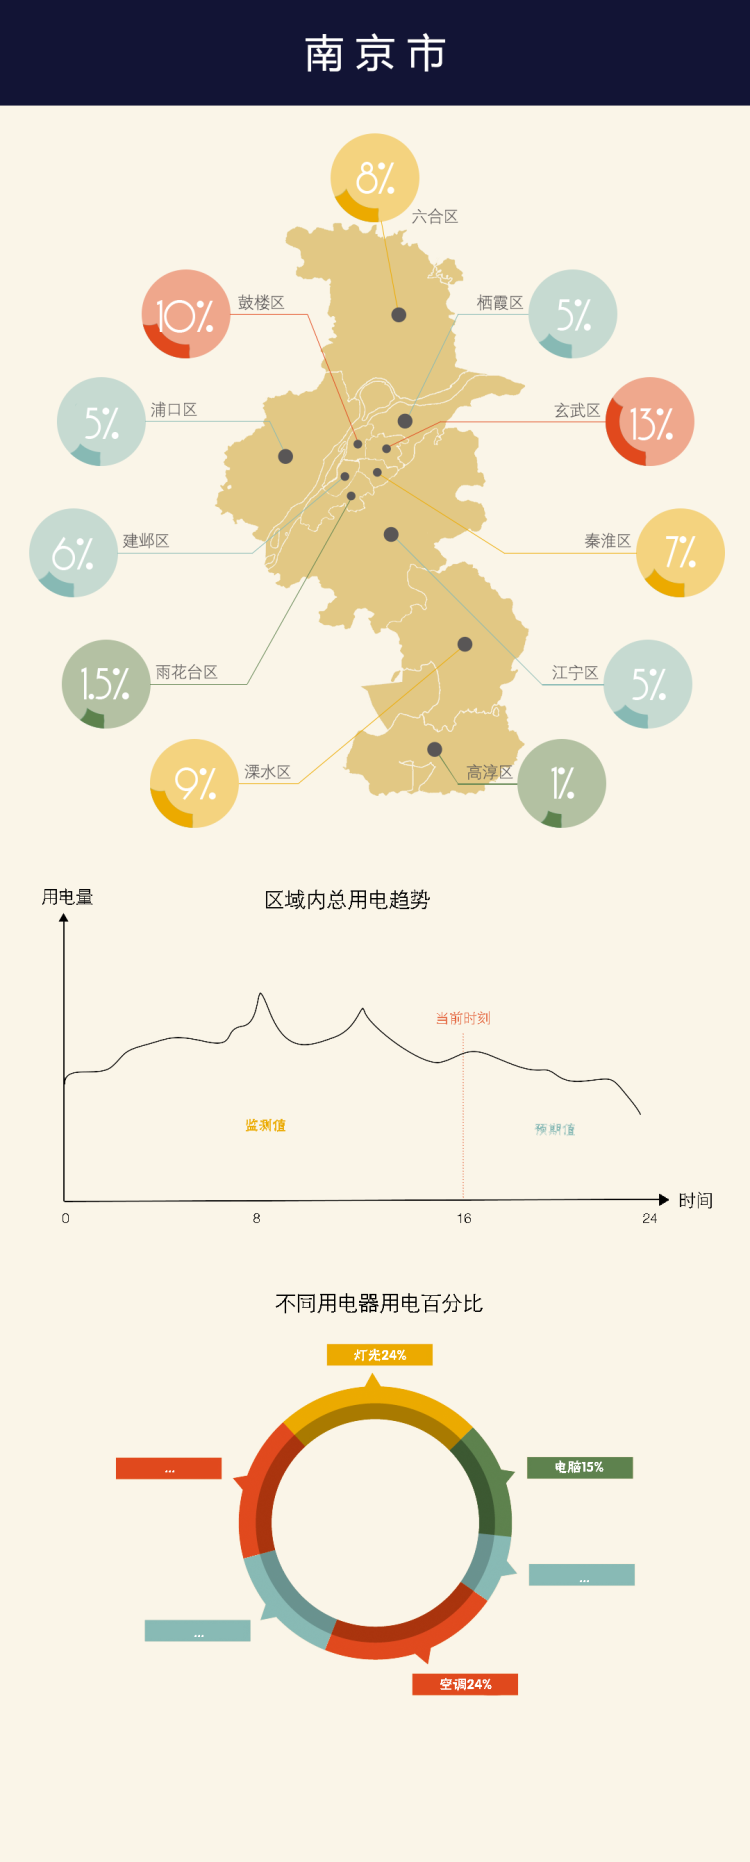 南京市
8%
六合区
10%
鼓楼区
栖霞区
5%
5%
浦口区
玄武区
13%
6%
建邺区
秦淮区
7%
1.5%
雨花台区
江宁区
5%
9%
溧水区
高淳区
1%
用电量
区域内总用电趋势
当前时刻
监测值
预期值
时间
0
8
16
24
不同用电器用电百分比
灯光24%
...
电脑15%
...
...
空调24%